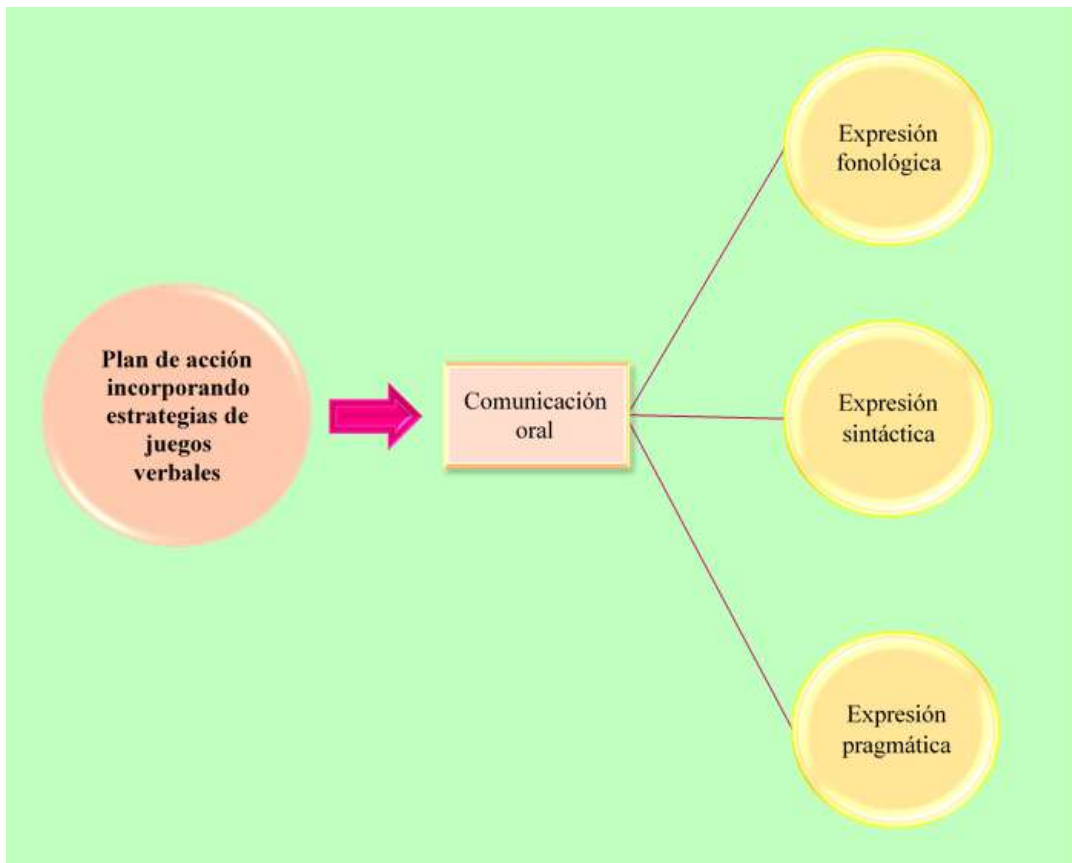 Plan de acción
incorporando
estrategias de
juegos
verbales
Comunicación
oral
Expresión
fonológica
Expresión
sintáctica
Expresión
pragmática